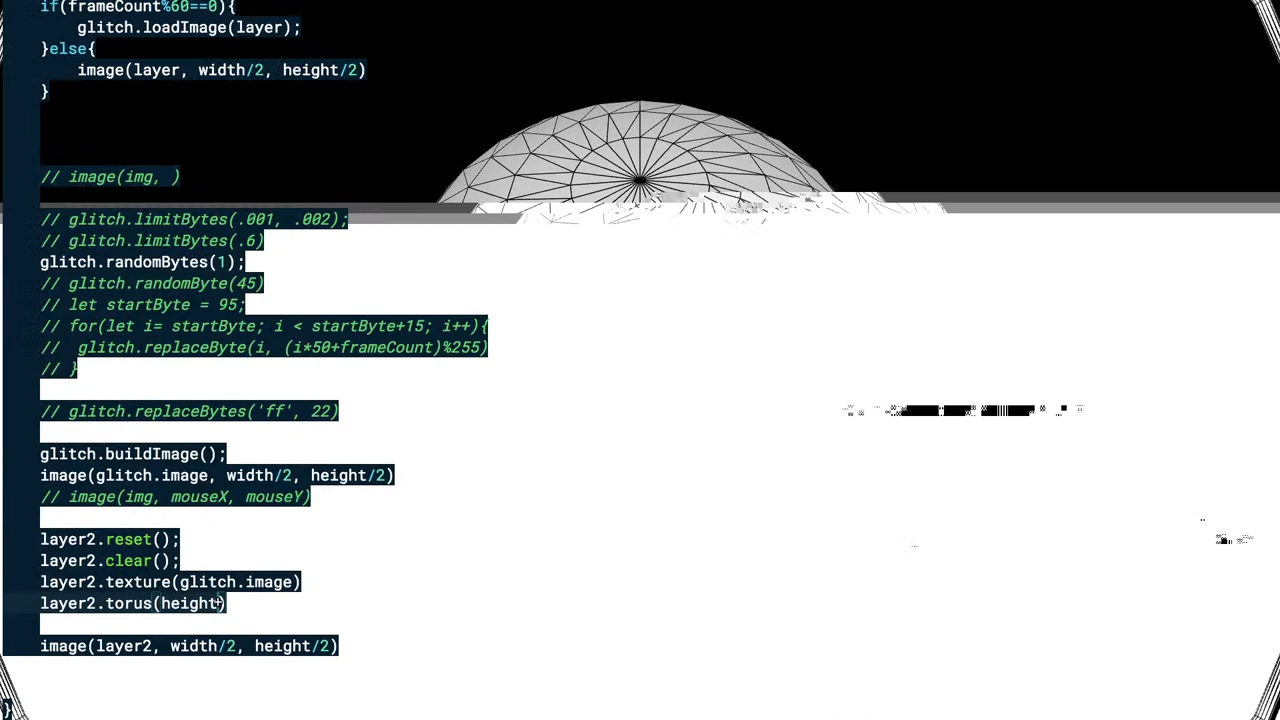 if(frameCount%60==0){
glitch.loadImage(layer);
}else{
image(layer, width/2, height/2)
}
// image(img, )
// glitch.limitBytes(.001, .002);
// glitch.limitBytes(.6)
glitch.randomBytes(1);
// glitch.randomByte(45)
// let startByte = 95;
// for(let i= startByte; i < startByte+15; i++){
//  glitch.replaceByte(i, (i*50+frameCount)%255)
// }
// glitch.replaceBytes('ff', 22)
glitch.buildImage();
image(glitch.image, width/2, height/2)
// image(img, mouseX, mouseY)
layer2.reset();
layer2.clear();
layer2.texture(glitch.image)
layer2.torus(height)
image(layer2, width/2, height/2)
}